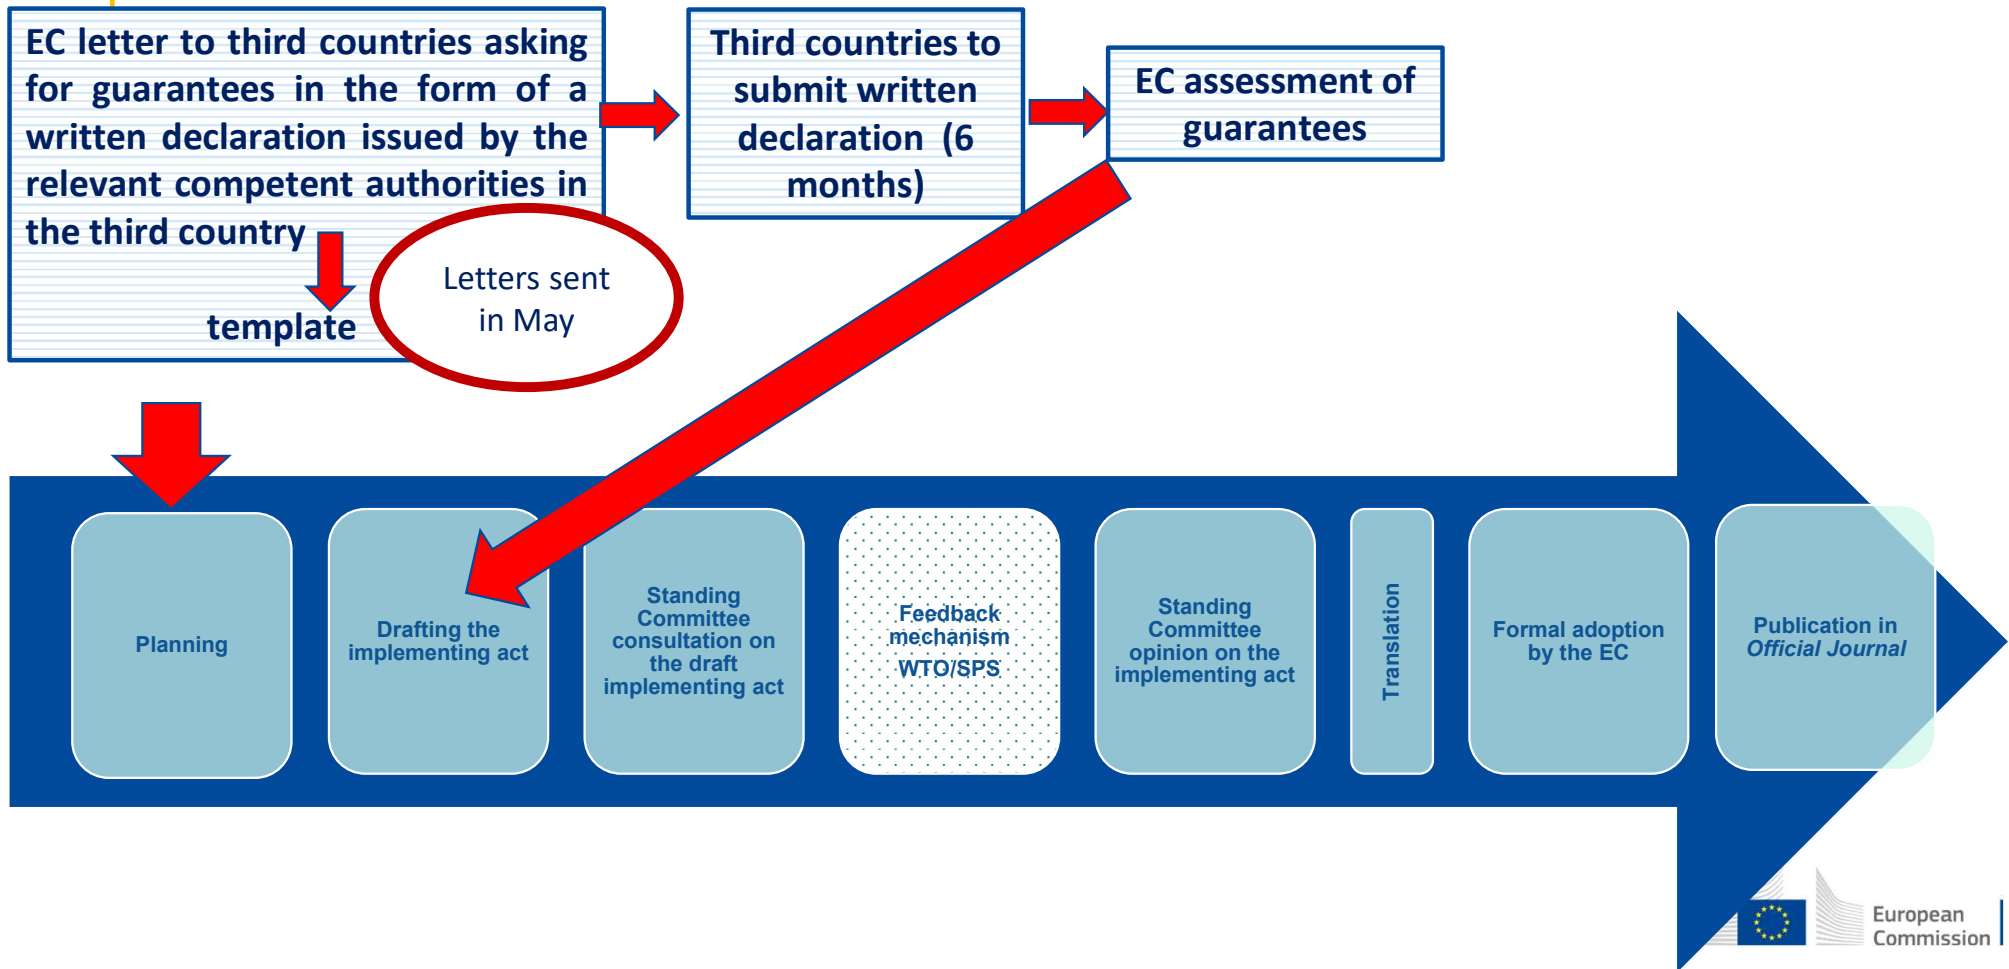 EC letter to third countries asking
for guarantees in the form of a
written declaration issued by the
relevant competent authorities in
the third country
template
Letters sent
in May
Third countries to
submit written
declaration (6
months)
EC assessment of
guarantees
Planning
Drafting the
implementing act
Standing
Committee
consultation on
the draft
implementing act
Feedback
mechanism
WTO/SPS
Standing
Committee
opinion on the
implementing act
Translation
Formal adoption
by the EC
Publication in
Official Journal
European
Commission